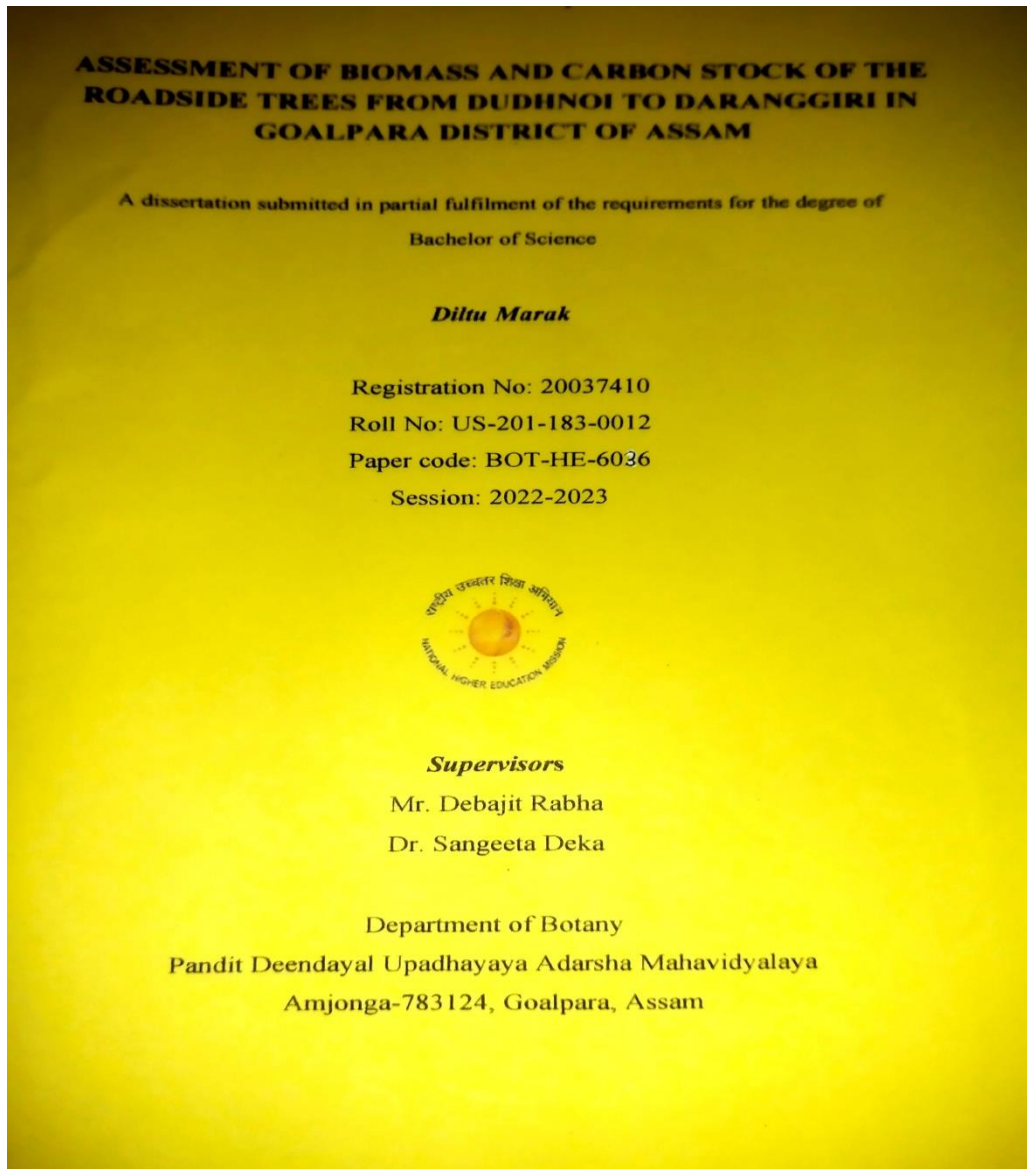 ASSESSMENT OF BIOMASS AND CARBON STOCK OF THE
ROADSIDE TREES FROM DUDHNOI TO DARANGGIRI IN
GOALPARA DISTRICT OF ASSAM
A dissertation submitted in partial fulfilment of the requirements for the degree of
Bachelor of Science
Diltu Marak
Registration No: 20037410
Roll No: US-201-183-0012
Paper code: BOT-HE-6036
Session: 2022-2023
राष्ट्रीय उच्चतर शिक्षा अभियान
NATIONAL HIGHER EDUCATION MISSION
Supervisors
Mr. Debajit Rabha
Dr. Sangeeta Deka
Department of Botany
Pandit Deendayal Upadhayaya Adarsha Mahavidyalaya
Amjonga-783124, Goalpara, Assam